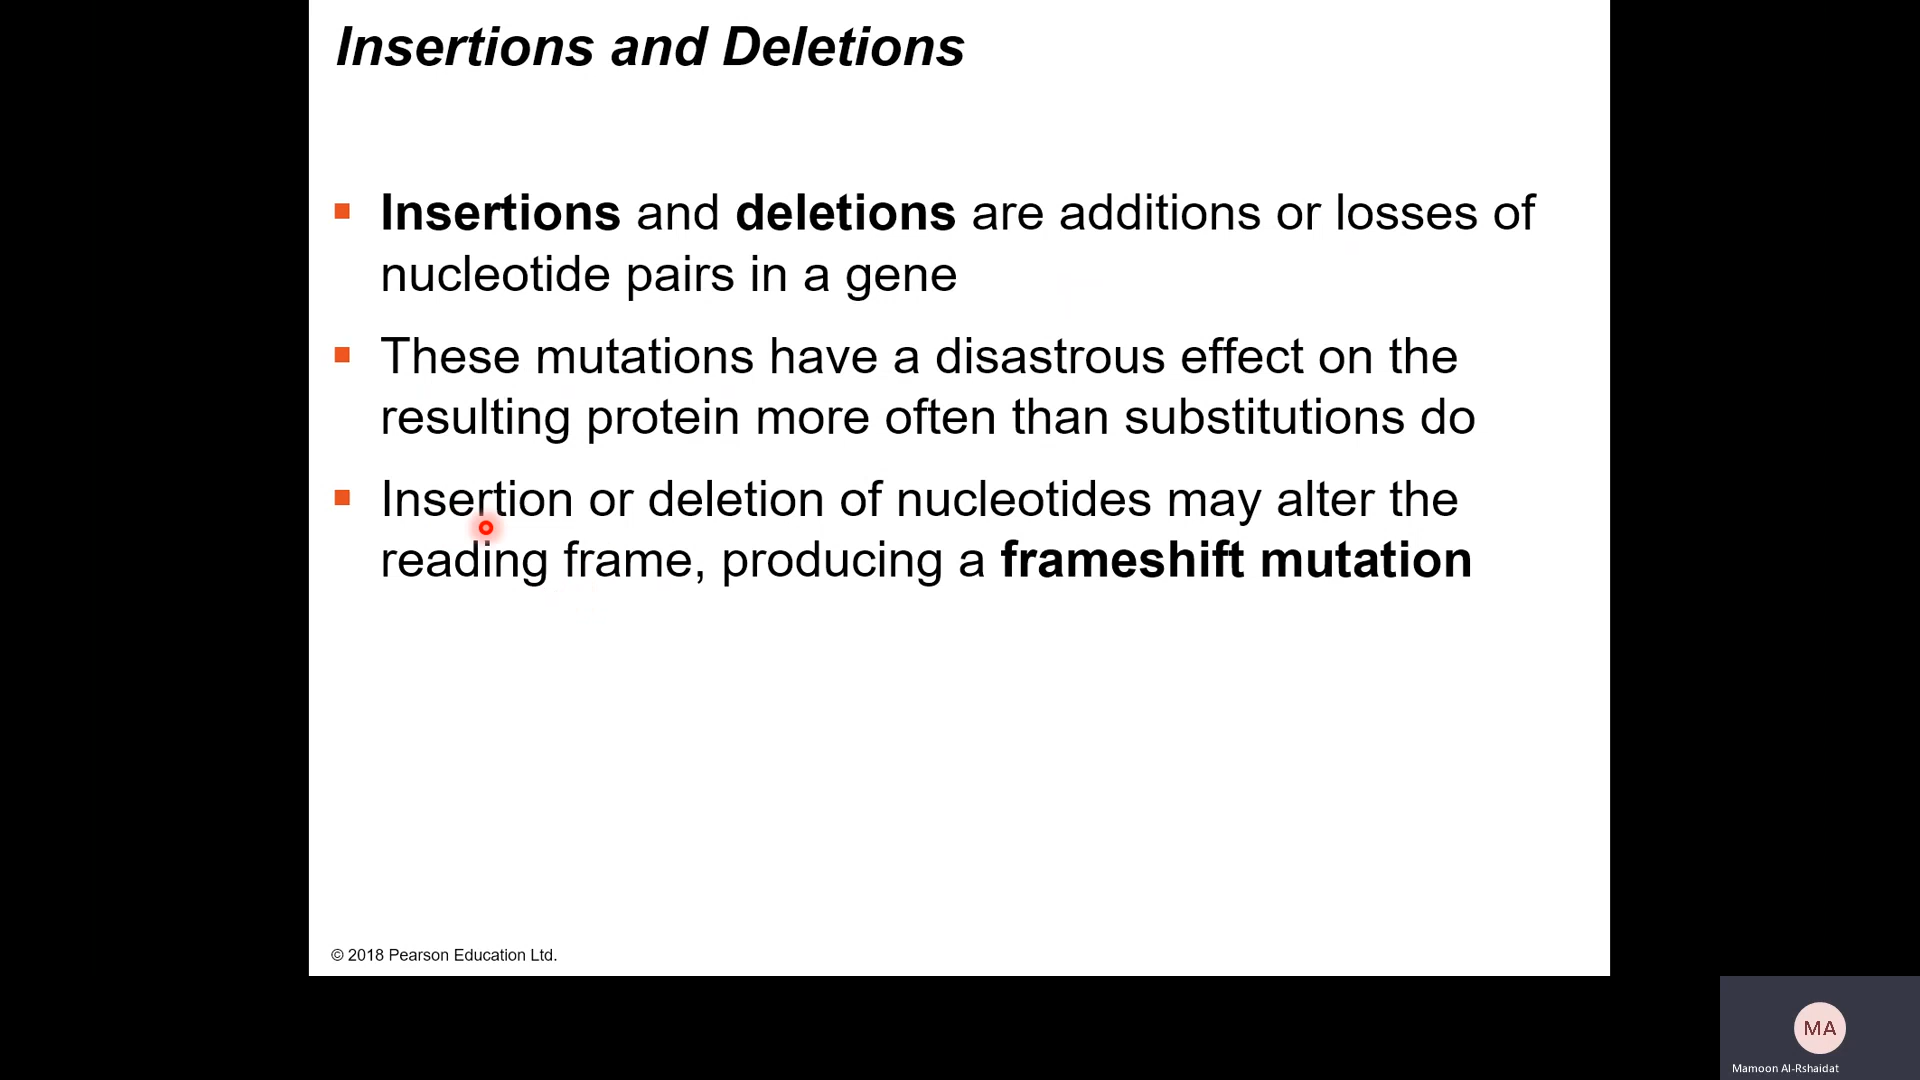 Insertions and Deletions
Insertions and deletions are additions or losses of
nucleotide pairs in a gene
These mutations have a disastrous effect on the
resulting protein more often than substitutions do
Insertion or deletion of nucleotides may alter the
reading frame, producing a frameshift mutation
© 2018 Pearson Education Ltd.
MA
Mamoon Al-Rshaidat